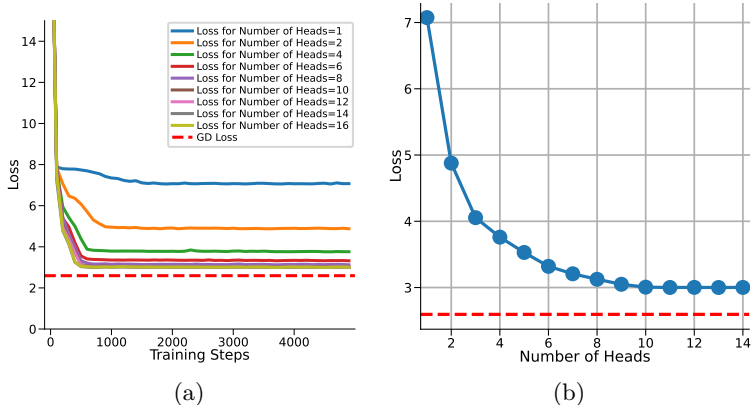 14
12
10
8
6
4
2
0
Loss
Loss for Number of Heads=1
Loss for Number of Heads=2
Loss for Number of Heads=4
Loss for Number of Heads=6
Loss for Number of Heads=8
Loss for Number of Heads=10
Loss for Number of Heads=12
Loss for Number of Heads=14
Loss for Number of Heads=16
GD Loss
0 1000 2000 3000 4000
Training Steps
(a)
7
6
5
4
3
Loss
2 4 6 8 10 12 14
Number of Heads
(b)